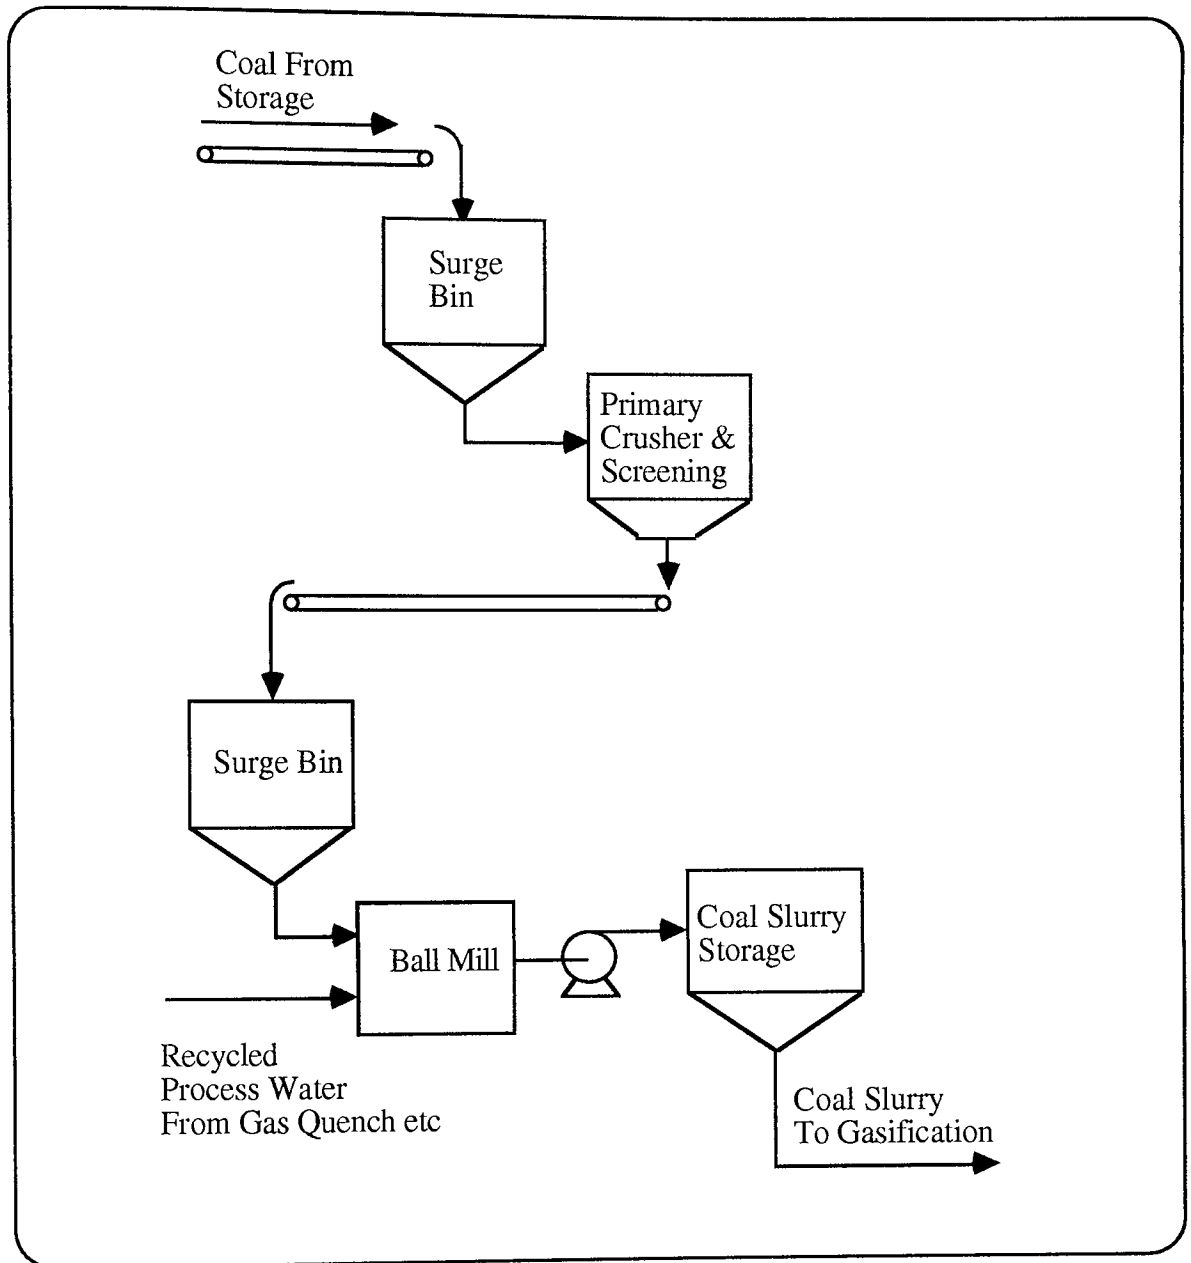 Coal From
Storage
Surge
Bin
Primary
Crusher &
Screening
Surge Bin
Ball Mill
Coal Slurry
Storage
Recycled
Process Water
From Gas Quench etc
Coal Slurry
To Gasification